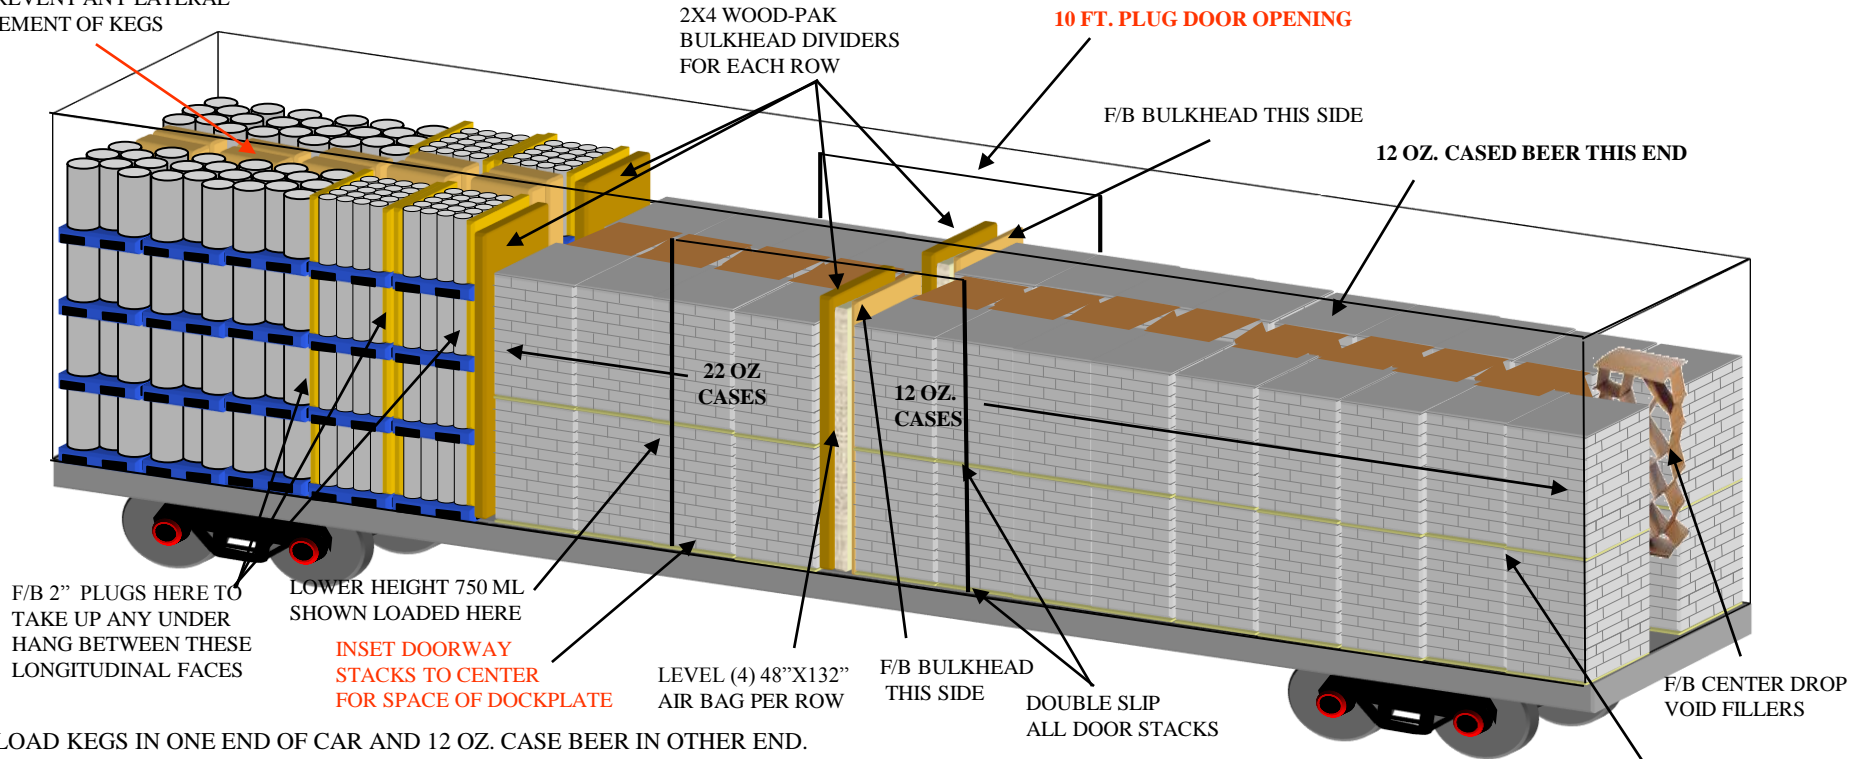 EMENT OF KEGS
2X4 WOOD-PAK
BULKHEAD DIVIDERS
FOR EACH ROW
10 FT. PLUG DOOR OPENING
F/B BULKHEAD THIS SIDE
12 OZ. CASED BEER THIS END
22 OZ
CASES
12 OZ.
CASES
F/B 2” PLUGS HERE TO
TAKE UP ANY UNDER
HANG BETWEEN THESE
LONGITUDINAL FACES
LOWER HEIGHT 750 ML
SHOWN LOADED HERE
INSET DOORWAY
STACKS TO CENTER
FOR SPACE OF DOCKPLATE
LEVEL (4) 48”X132”
AIR BAG PER ROW
F/B BULKHEAD
THIS SIDE
DOUBLE SLIP
ALL DOOR STACKS
F/B CENTER DROP
VOID FILLERS
LOAD KEGS IN ONE END OF CAR AND 12 OZ. CASE BEER IN OTHER END.